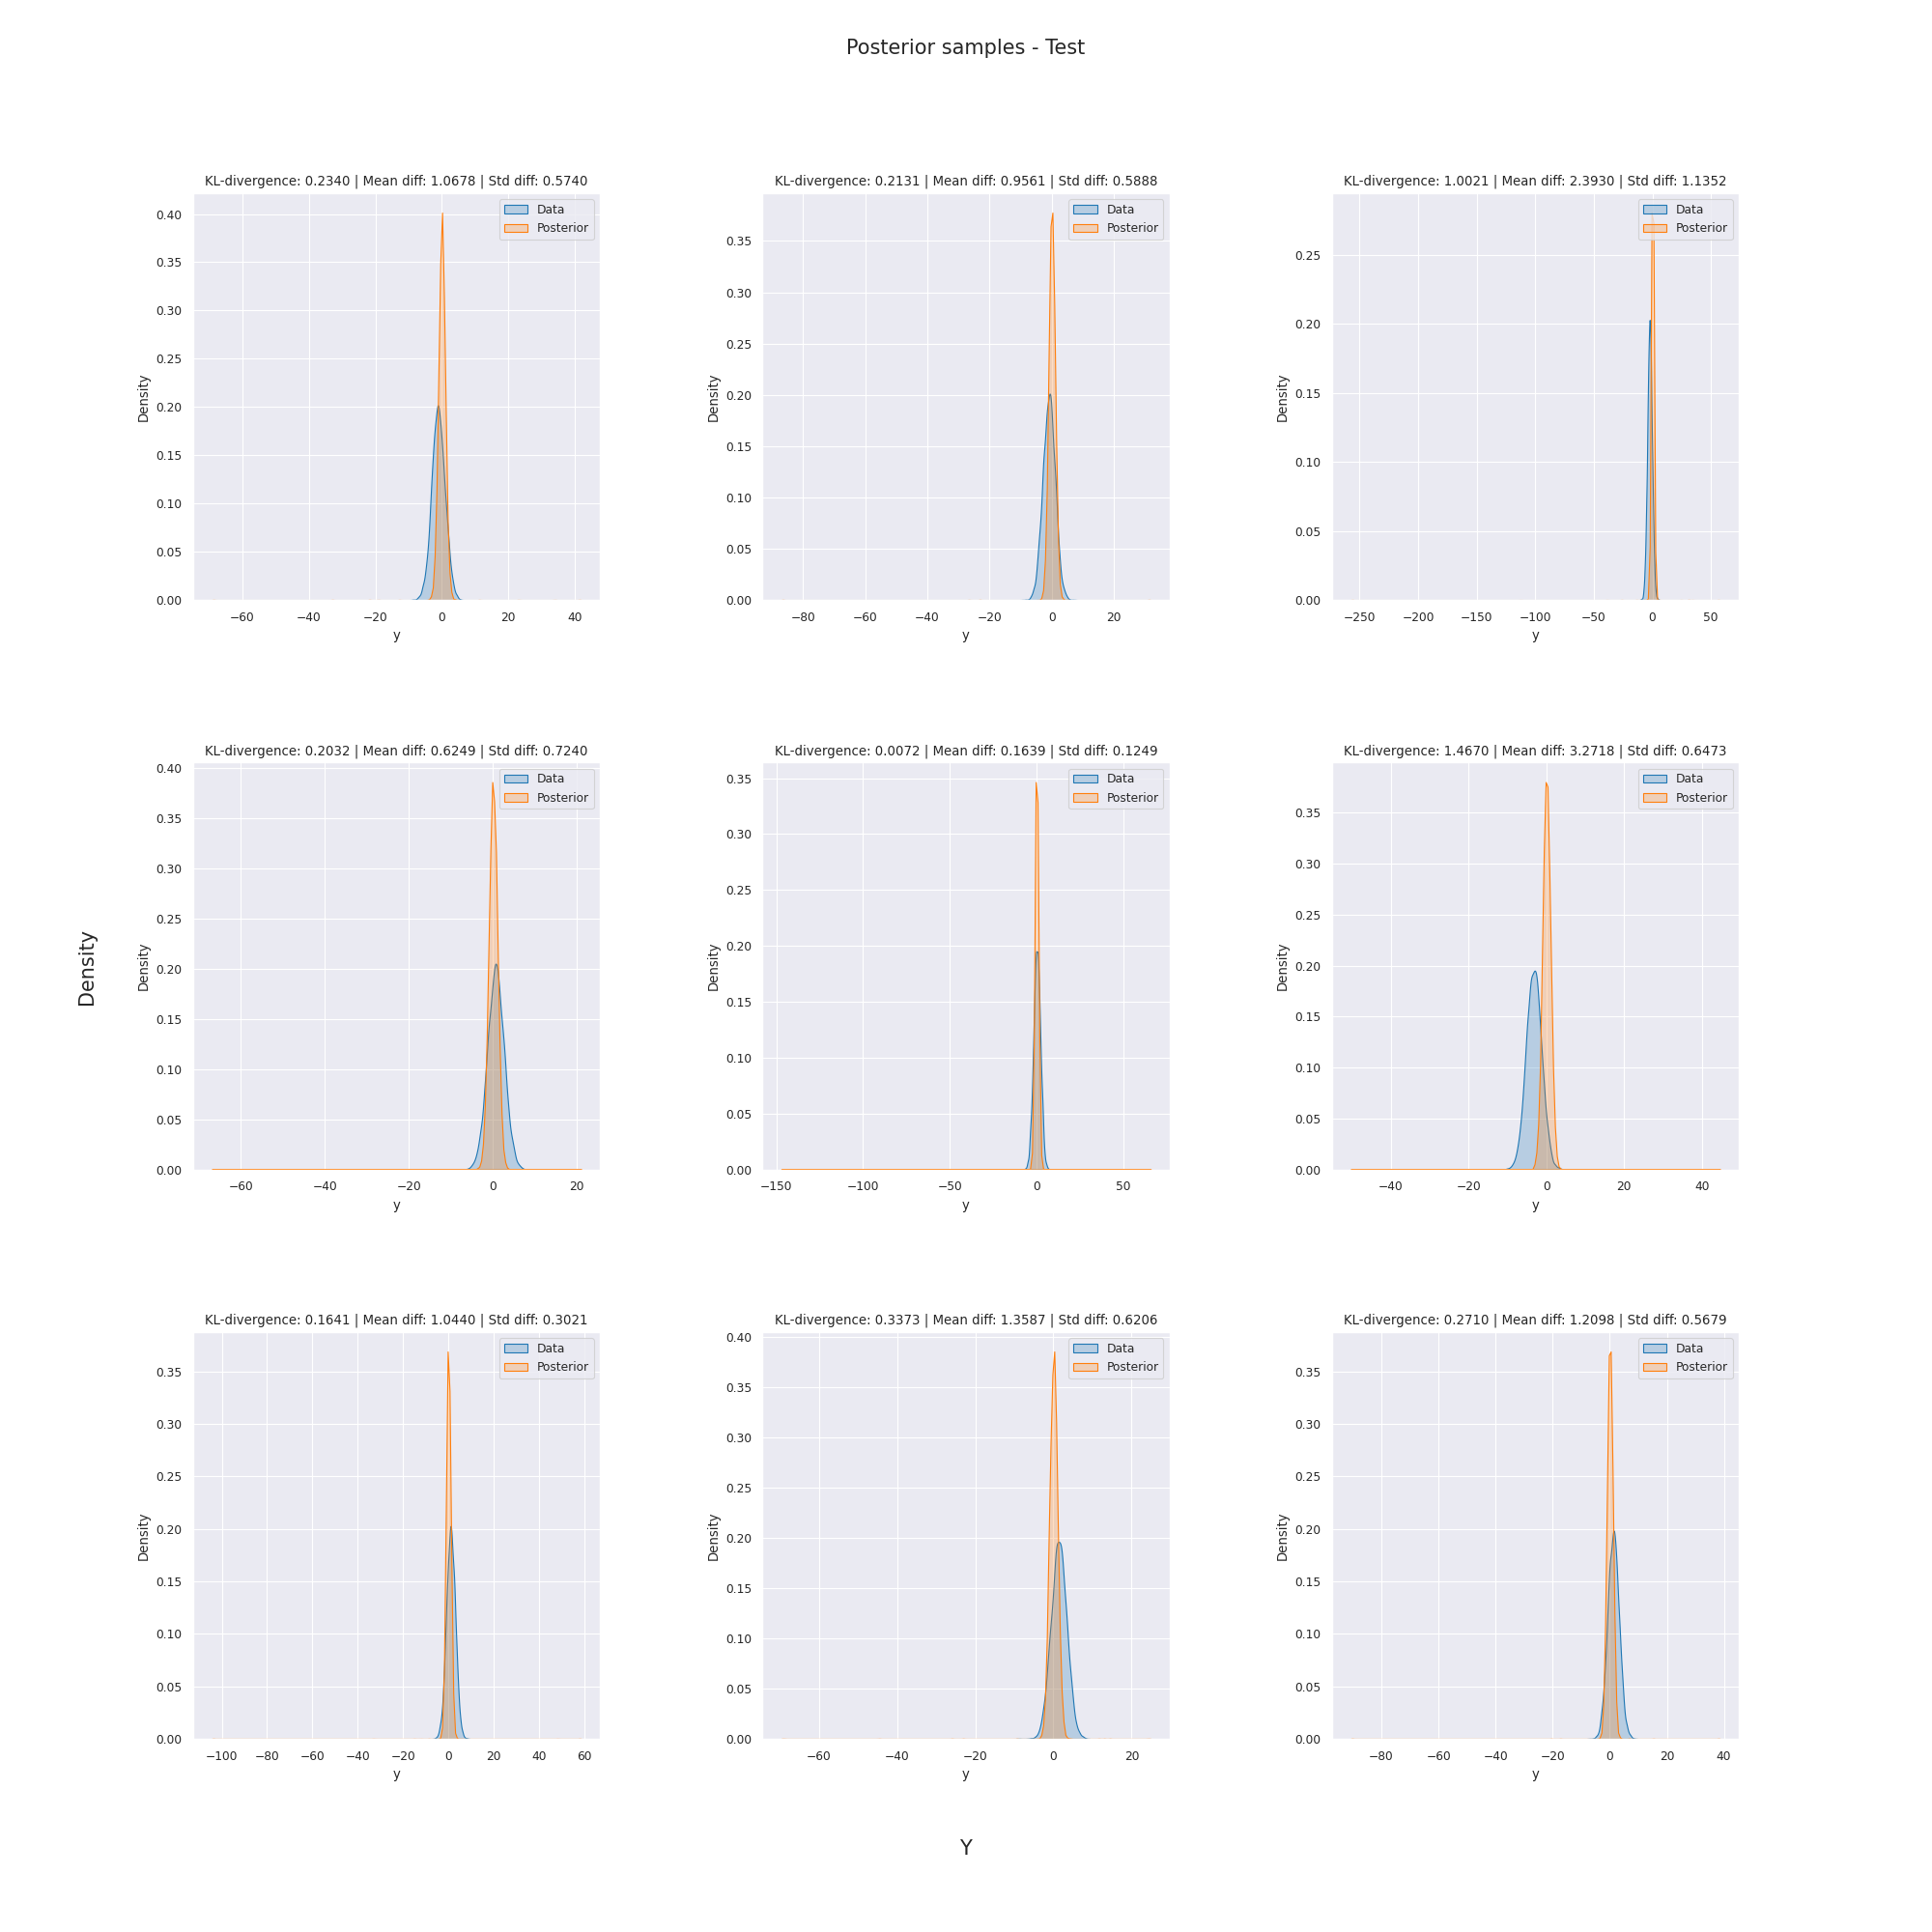 Posterior samples - Test
KL-divergence: 0.2340 | Mean diff: 1.0678 | Std diff: 0.5740
Data
Posterior
0.40
0.35
0.30
0.25
0.20
0.15
0.10
0.05
0.00
Density
−60 −40 −20 0 20 40
y
KL-divergence: 0.2131 | Mean diff: 0.9561 | Std diff: 0.5888
Data
Posterior
0.35
0.30
0.25
0.20
0.15
0.10
0.05
0.00
Density
−80 −60 −40 −20 0 20
y
KL-divergence: 1.0021 | Mean diff: 2.3930 | Std diff: 1.1352
Data
Posterior
0.25
0.20
0.15
0.10
0.05
0.00
Density
−250 −200 −150 −100 −50 0 50
y
KL-divergence: 0.2032 | Mean diff: 0.6249 | Std diff: 0.7240
Data
Posterior
0.40
0.35
0.30
0.25
0.20
0.15
0.10
0.05
0.00
Density
−60 −40 −20 0 20
y
KL-divergence: 0.0072 | Mean diff: 0.1639 | Std diff: 0.1249
Data
Posterior
0.35
0.30
0.25
0.20
0.15
0.10
0.05
0.00
Density
−150 −100 −50 0 50
y
KL-divergence: 1.4670 | Mean diff: 3.2718 | Std diff: 0.6473
Data
Posterior
0.35
0.30
0.25
0.20
0.15
0.10
0.05
0.00
Density
−40 −20 0 20 40
y
KL-divergence: 0.1641 | Mean diff: 1.0440 | Std diff: 0.3021
Data
Posterior
0.35
0.30
0.25
0.20
0.15
0.10
0.05
0.00
Density
−100 −80 −60 −40 −20 0 20 40 60
y
KL-divergence: 0.3373 | Mean diff: 1.3587 | Std diff: 0.6206
Data
Posterior
0.40
0.35
0.30
0.25
0.20
0.15
0.10
0.05
0.00
Density
−60 −40 −20 0 20
y
KL-divergence: 0.2710 | Mean diff: 1.2098 | Std diff: 0.5679
Data
Posterior
0.35
0.30
0.25
0.20
0.15
0.10
0.05
0.00
Density
−80 −60 −40 −20 0 20 40
y
Density
Y